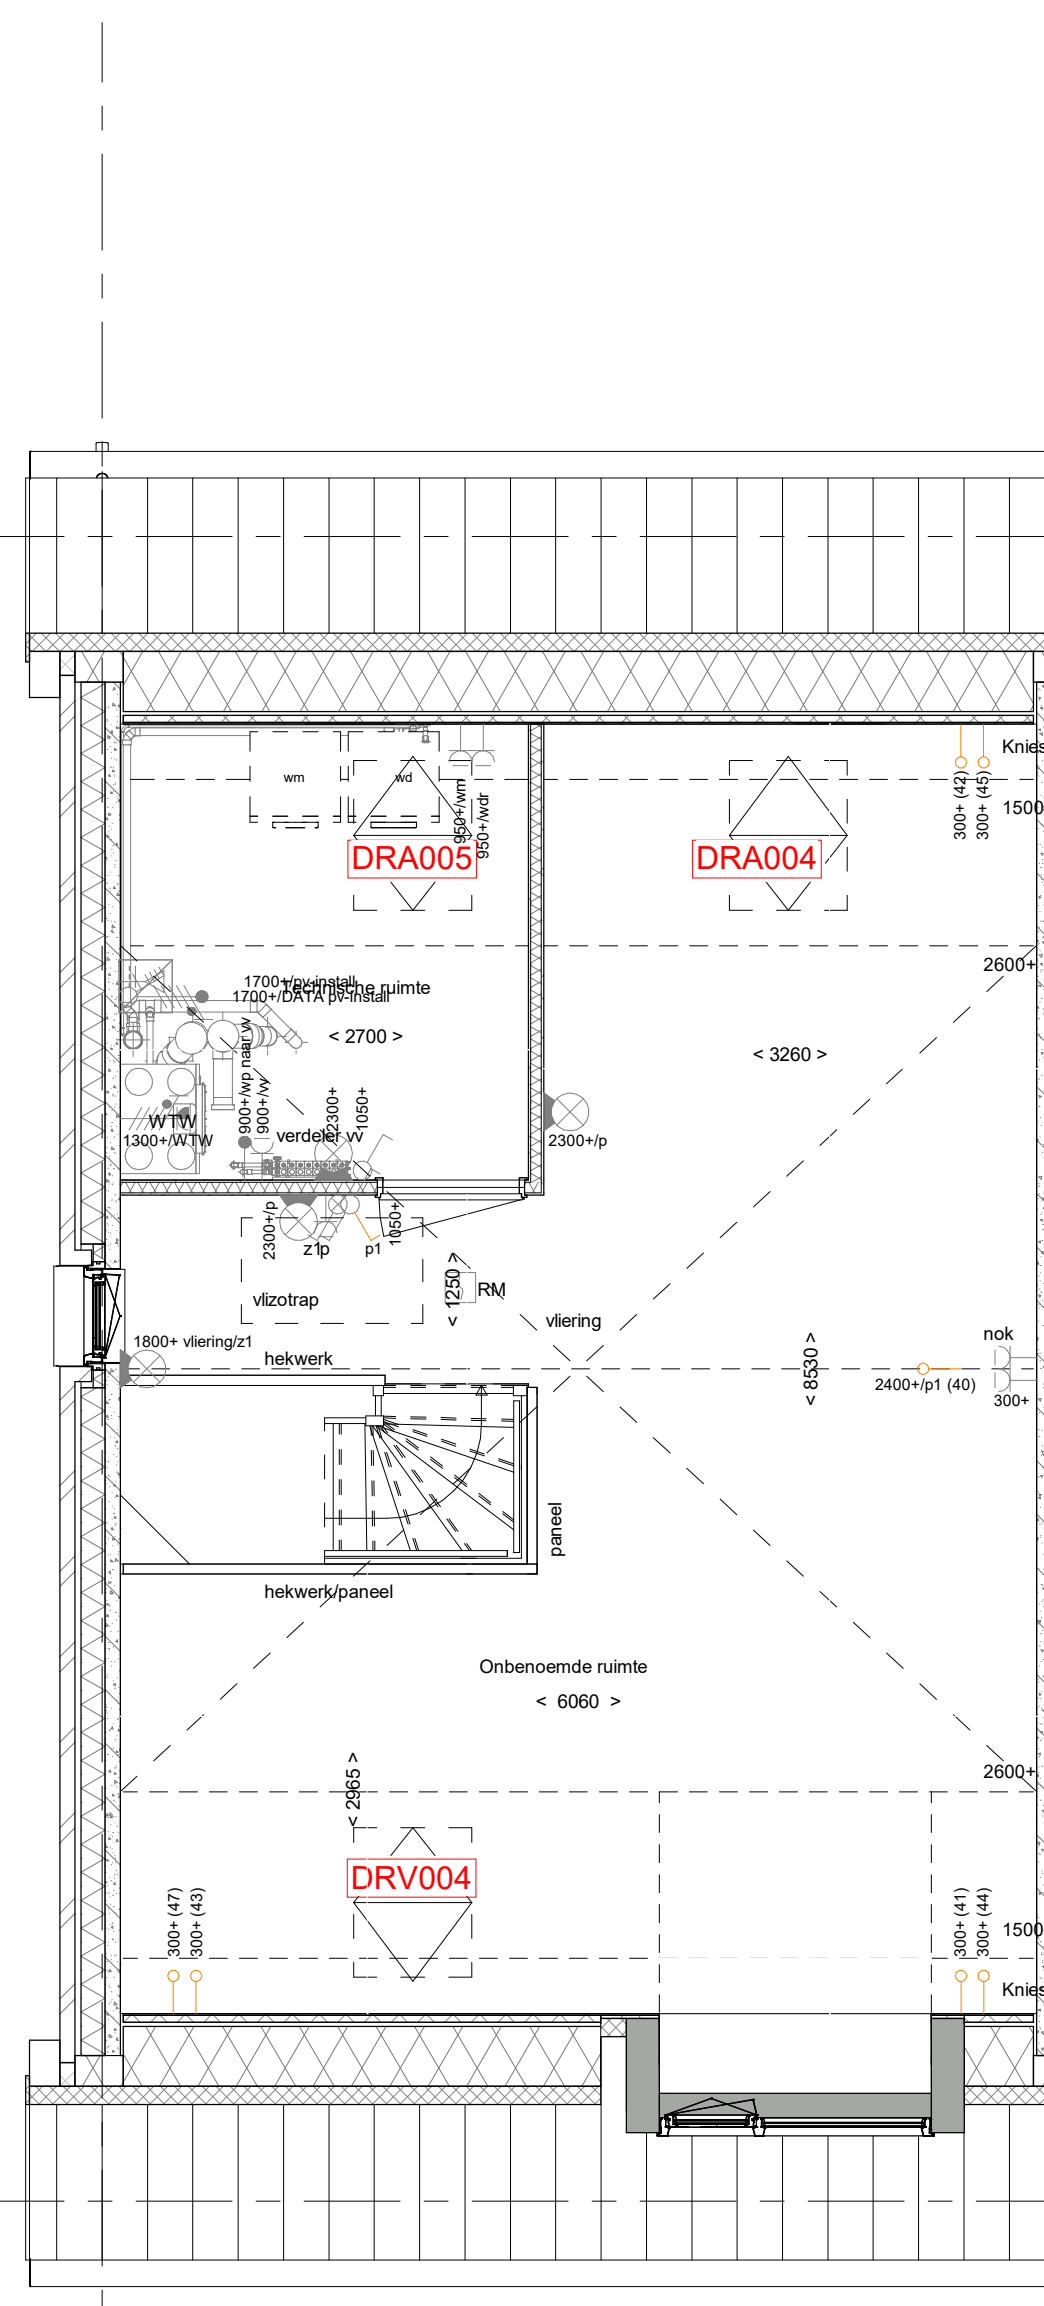 Knies
300+ (42)
300+ (45)
1500
wm
wd
950+/wm
950+/wdr
DRA005
DRA004
2600+
1700+/pv-install
Technische ruimte
1700+/DATA pv-install
< 2700 >
< 3260 >
900+/wp naar vv
900+/vv
2300+
1050+
WTW
1300+/WTW
verdeler vv
2300+/p
2300+/p
z1p
p1
1050+
< 1250 >
RM
vlizotrap
vliering
1800+ vliering/z1
hekwerk
nok
< 8530 >
2400+/p1 (40)
300+
paneel
hekwerk/paneel
Onbenoemde ruimte
< 6060 >
2600+
< 2965 >
DRV004
300+ (47)
300+ (43)
300+ (41)
300+ (44)
1500
Knies